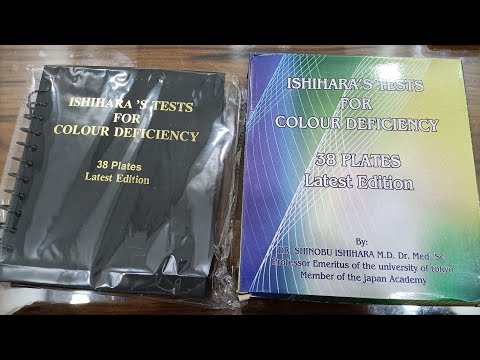 ISHIHARA 'S TESTS
FOR
COLOUR DEFICIENCY
38 Plates
Latest Edition
ISHIHARA'S TESTS
FOR
COLOUR DEFICIENCY
38 PLATES
Latest Edition
By:
DR. SHINOBU ISHIHARA M.D. Dr. Med. Sc.
Professor Emeritus of the university of tokyo
Member of the japan Academy